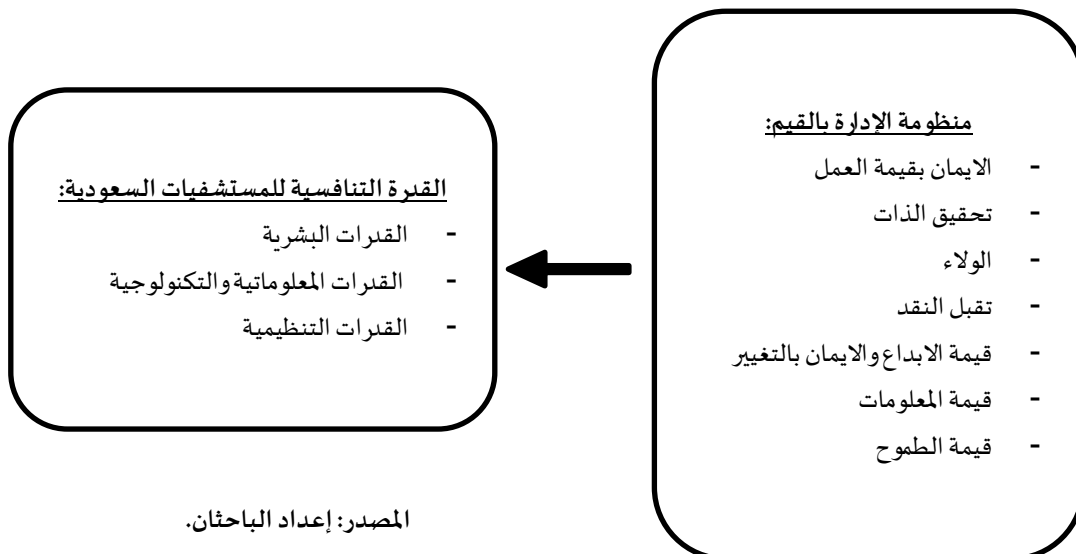 منظومة الإدارة بالقيم:
- الايمان بقيمة العمل
- تحقيق الذات
- الولاء
- تقبل النقد
- قيمة الابداع والايمان بالتغيير
- قيمة المعلومات
- قيمة الطموح
القدرة التنافسية للمستشفيات السعودية:
- القدرات البشرية
- القدرات المعلوماتية والتكنولوجية
- القدرات التنظيمية
المصدر: إعداد الباحثان.